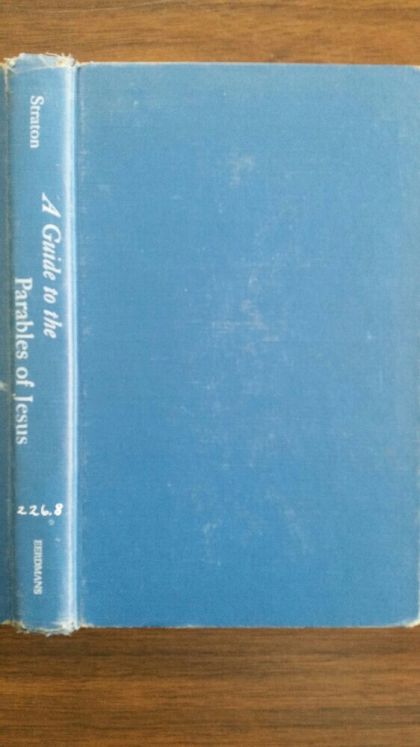 Straton
A Guide to the
Parables of Jesus
226.8
EERDMANS